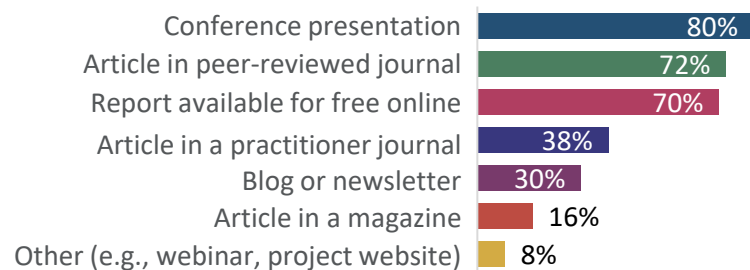 Conference presentation 80%
Article in peer-reviewed journal 72%
Report available for free online 70%
Article in a practitioner journal 38%
Blog or newsletter 30%
Article in a magazine 16%
Other (e.g., webinar, project website) 8%